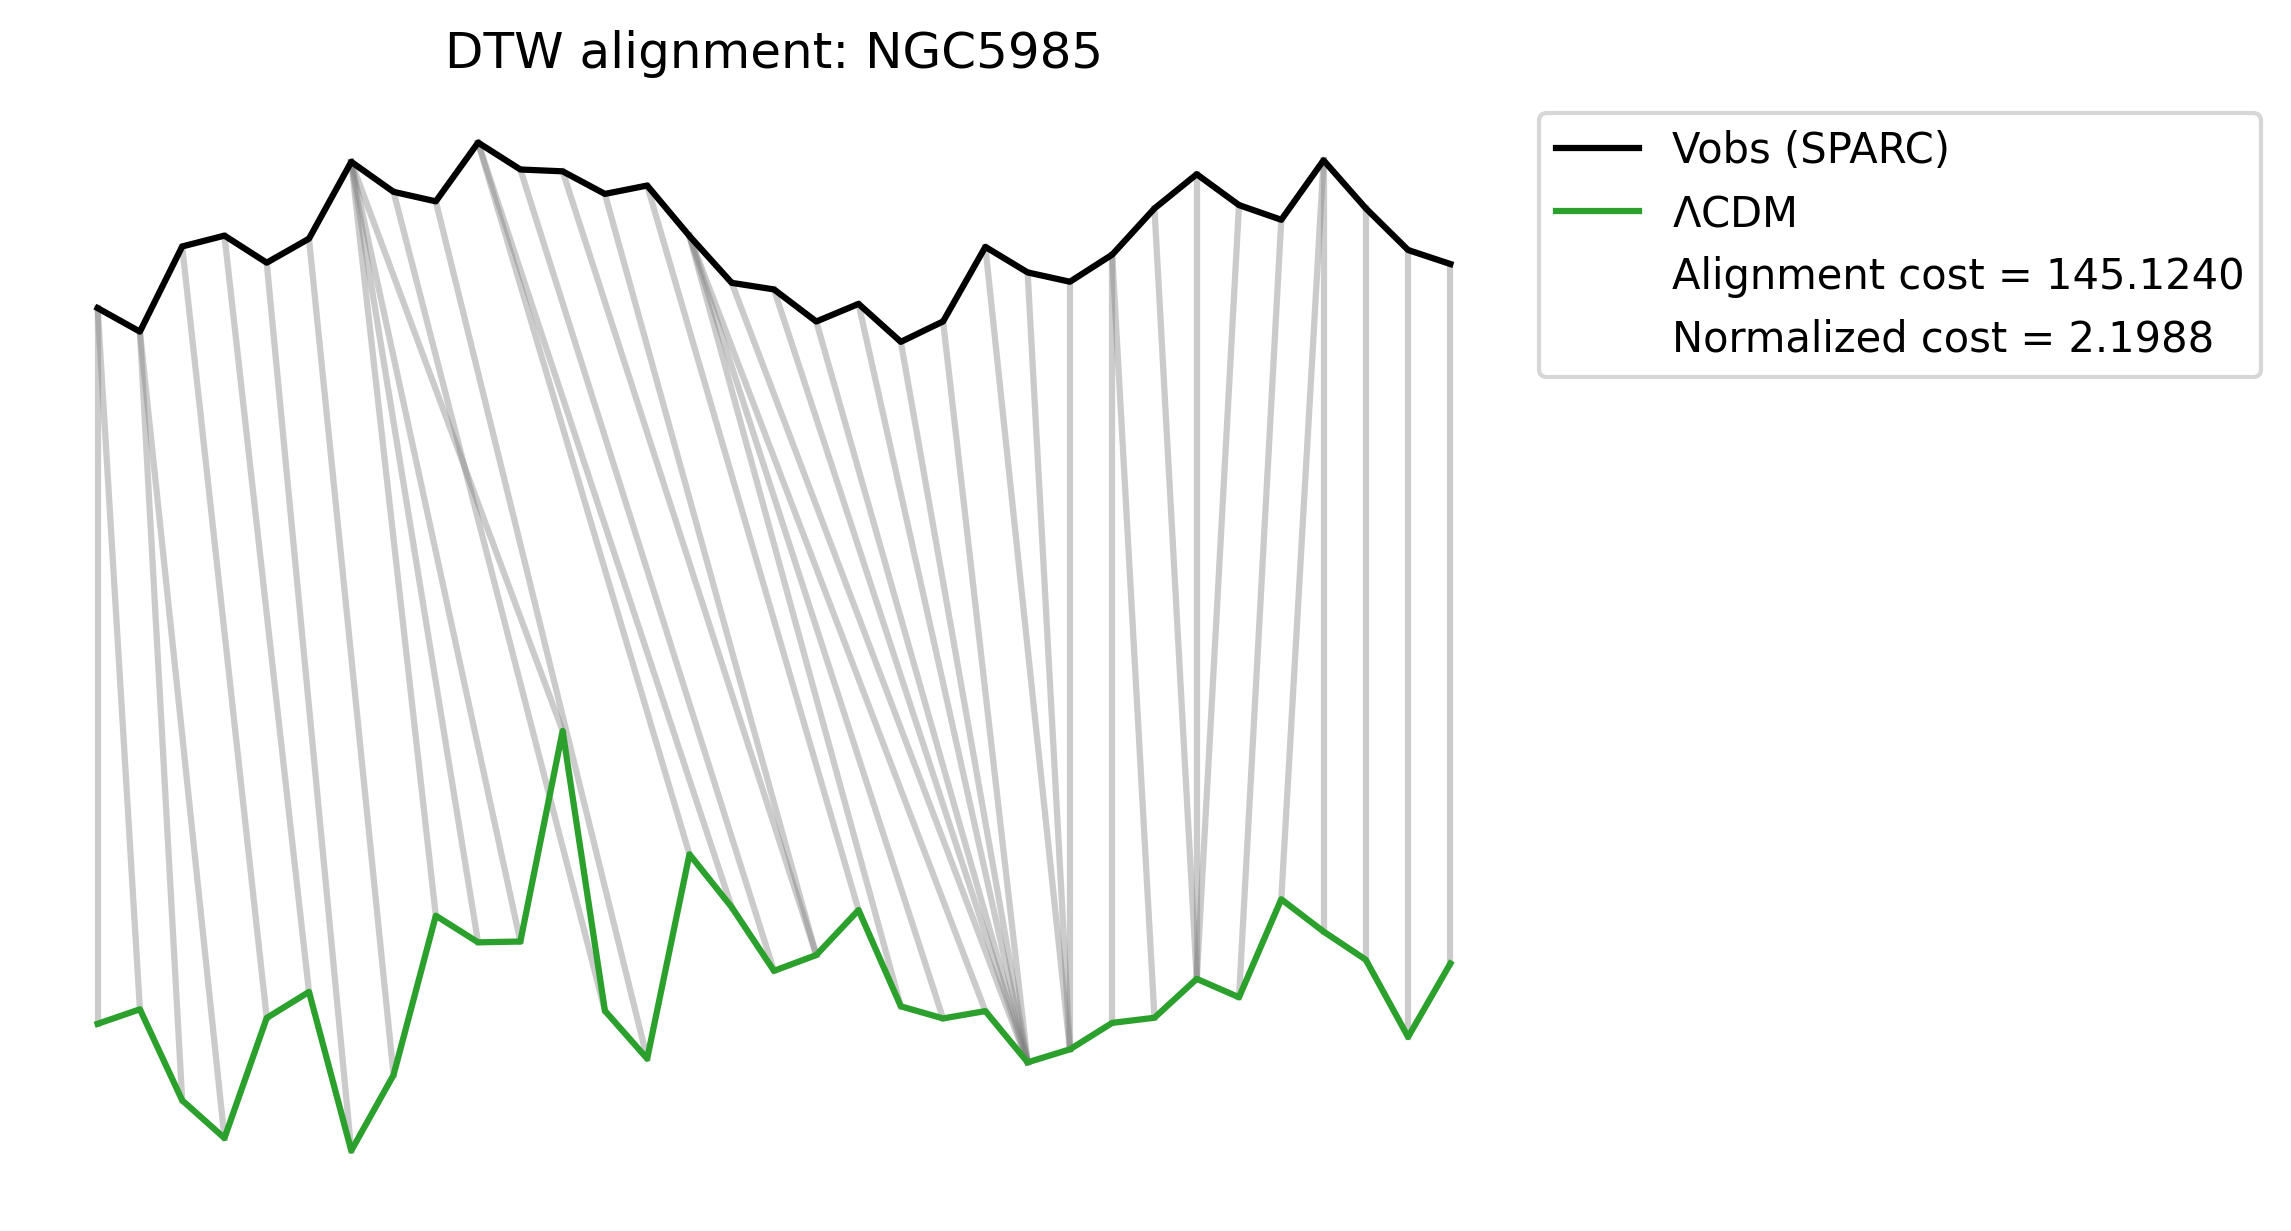 DTW alignment: NGC5985
Vobs (SPARC)
ΛCDM
Alignment cost = 145.1240
Normalized cost = 2.1988